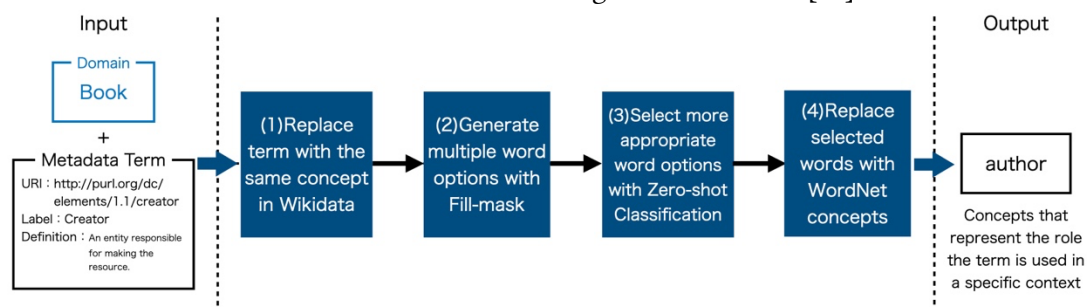 Input
Domain
Book
+
Metadata Term
URI：http://purl.org/dc/
elements/1.1/creator
Label：Creator
Definition：An entity responsible
for making the
resource.
(1)Replace
term with the
same concept
in Wikidata
(2)Generate
multiple word
options with
Fill-mask
(3)Select more
appropriate
word options
with Zero-shot
Classification
(4)Replace
selected
words with
WordNet
concepts
Output
author
Concepts that
represent the role
the term is used in
a specific context